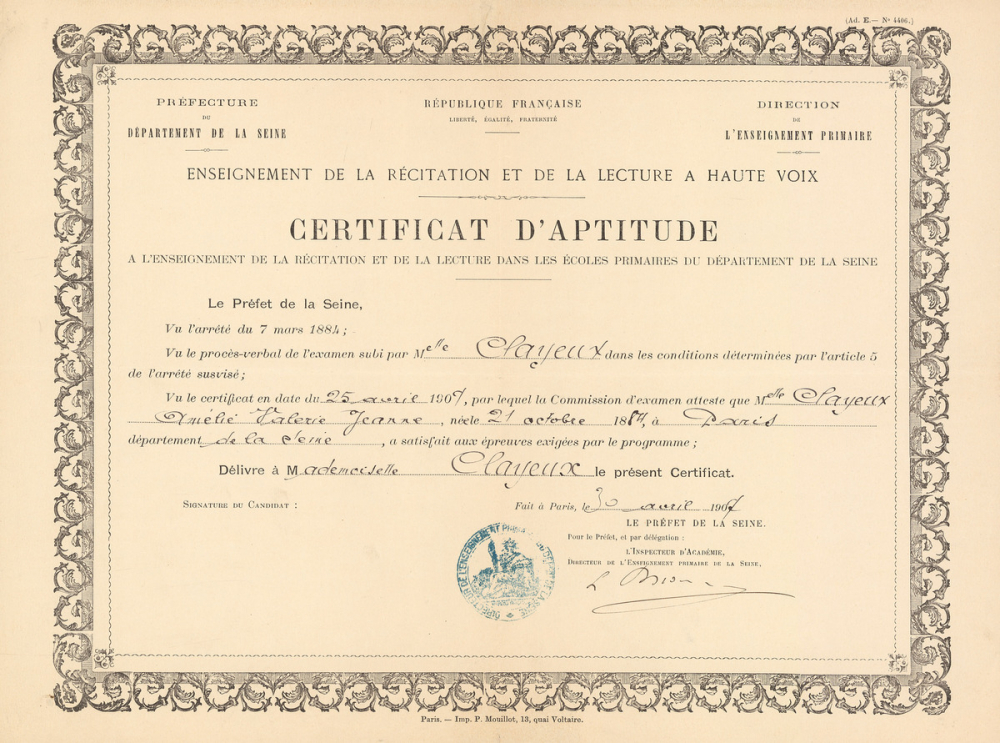 (Ad. E. — Nº 4406.)
PRÉFECTURE
DU
DÉPARTEMENT DE LA SEINE
RÉPUBLIQUE FRANÇAISE
LIBERTÉ, ÉGALITÉ, FRATERNITÉ
DIRECTION
DE
L'ENSEIGNEMENT PRIMAIRE
ENSEIGNEMENT DE LA RÉCITATION ET DE LA LECTURE A HAUTE VOIX
CERTIFICAT D'APTITUDE
A L'ENSEIGNEMENT DE LA RÉCITATION ET DE LA LECTURE DANS LES ÉCOLES PRIMAIRES DU DÉPARTEMENT DE LA SEINE
Le Préfet de la Seine,
Vu l'arrêté du 7 mars 1884 ;
Vu le procès-verbal de l'examen subi par Melle Clayeux dans les conditions déterminées par l'article 5
de l'arrêté susvisé ;
Vu le certificat en date du 25 avril 1907, par lequel la Commission d'examen atteste que Melle Clayeux
Amélie Valerie Jeanne, née le 21 octobre 1887, à Paris
département de la Seine, a satisfait aux épreuves exigées par le programme ;
Délivre à Mademoiselle Clayeux le présent Certificat.
SIGNATURE DU CANDIDAT :
Fait à Paris, le 30 avril 1907
LE PRÉFET DE LA SEINE.
Pour le Préfet, et par délégation :
L'INSPECTEUR D'ACADÉMIE,
DIRECTEUR DE L'ENSEIGNEMENT PRIMAIRE DE LA SEINE,
Paris. — Imp. P. Mouillot, 13, quai Voltaire.